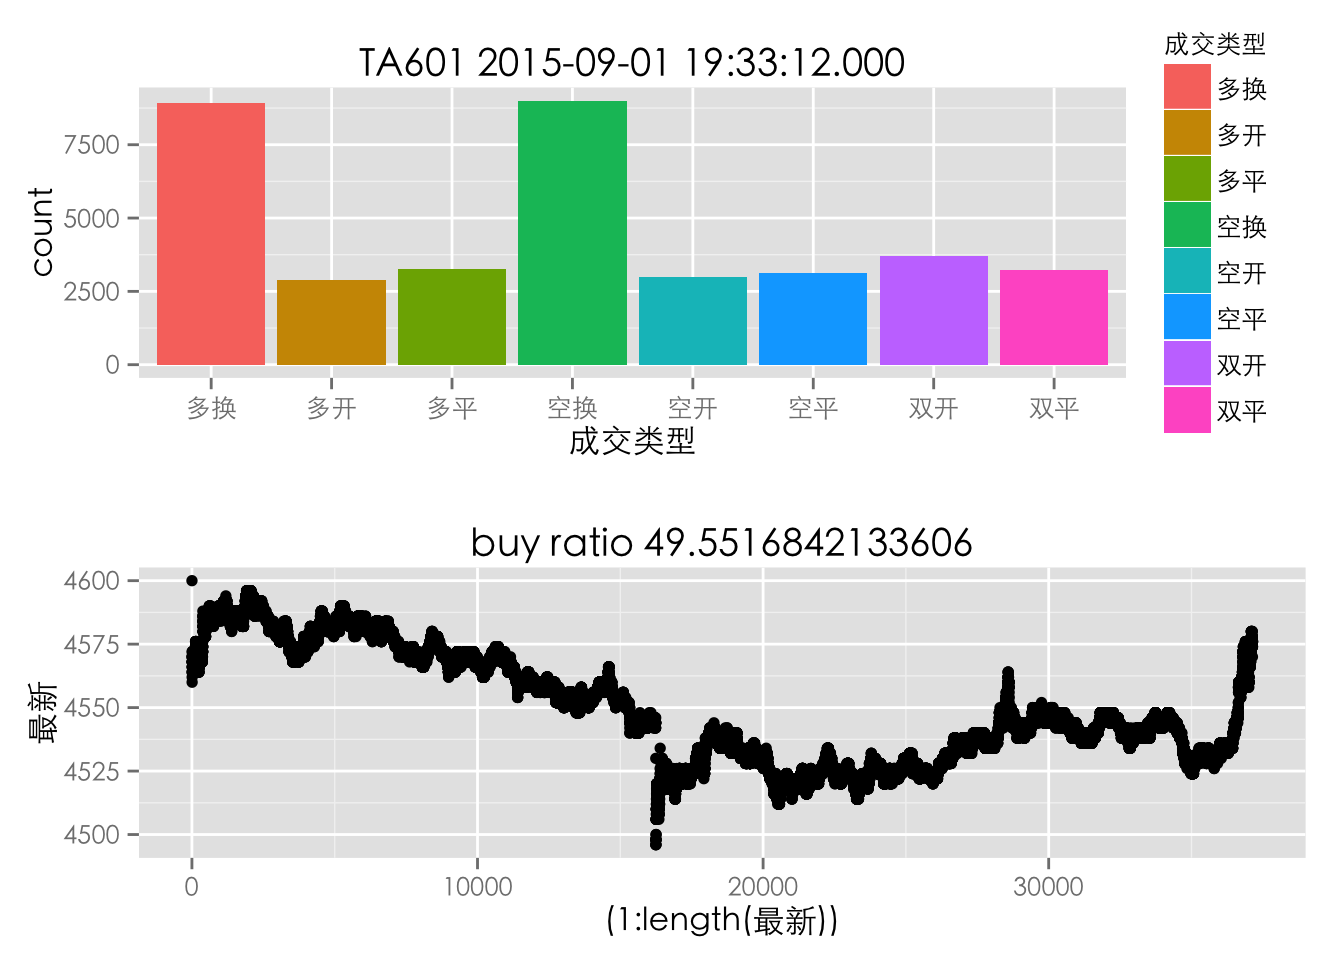 TA601 2015-09-01 19:33:12.000
count
7500
5000
2500
0
多换
多开
多平
空换
空开
空平
双开
双平
成交类型
成交类型
多换
多开
多平
空换
空开
空平
双开
双平
buy ratio 49.5516842133606
最新
4600
4575
4550
4525
4500
0
10000
20000
30000
(1:length(最新))